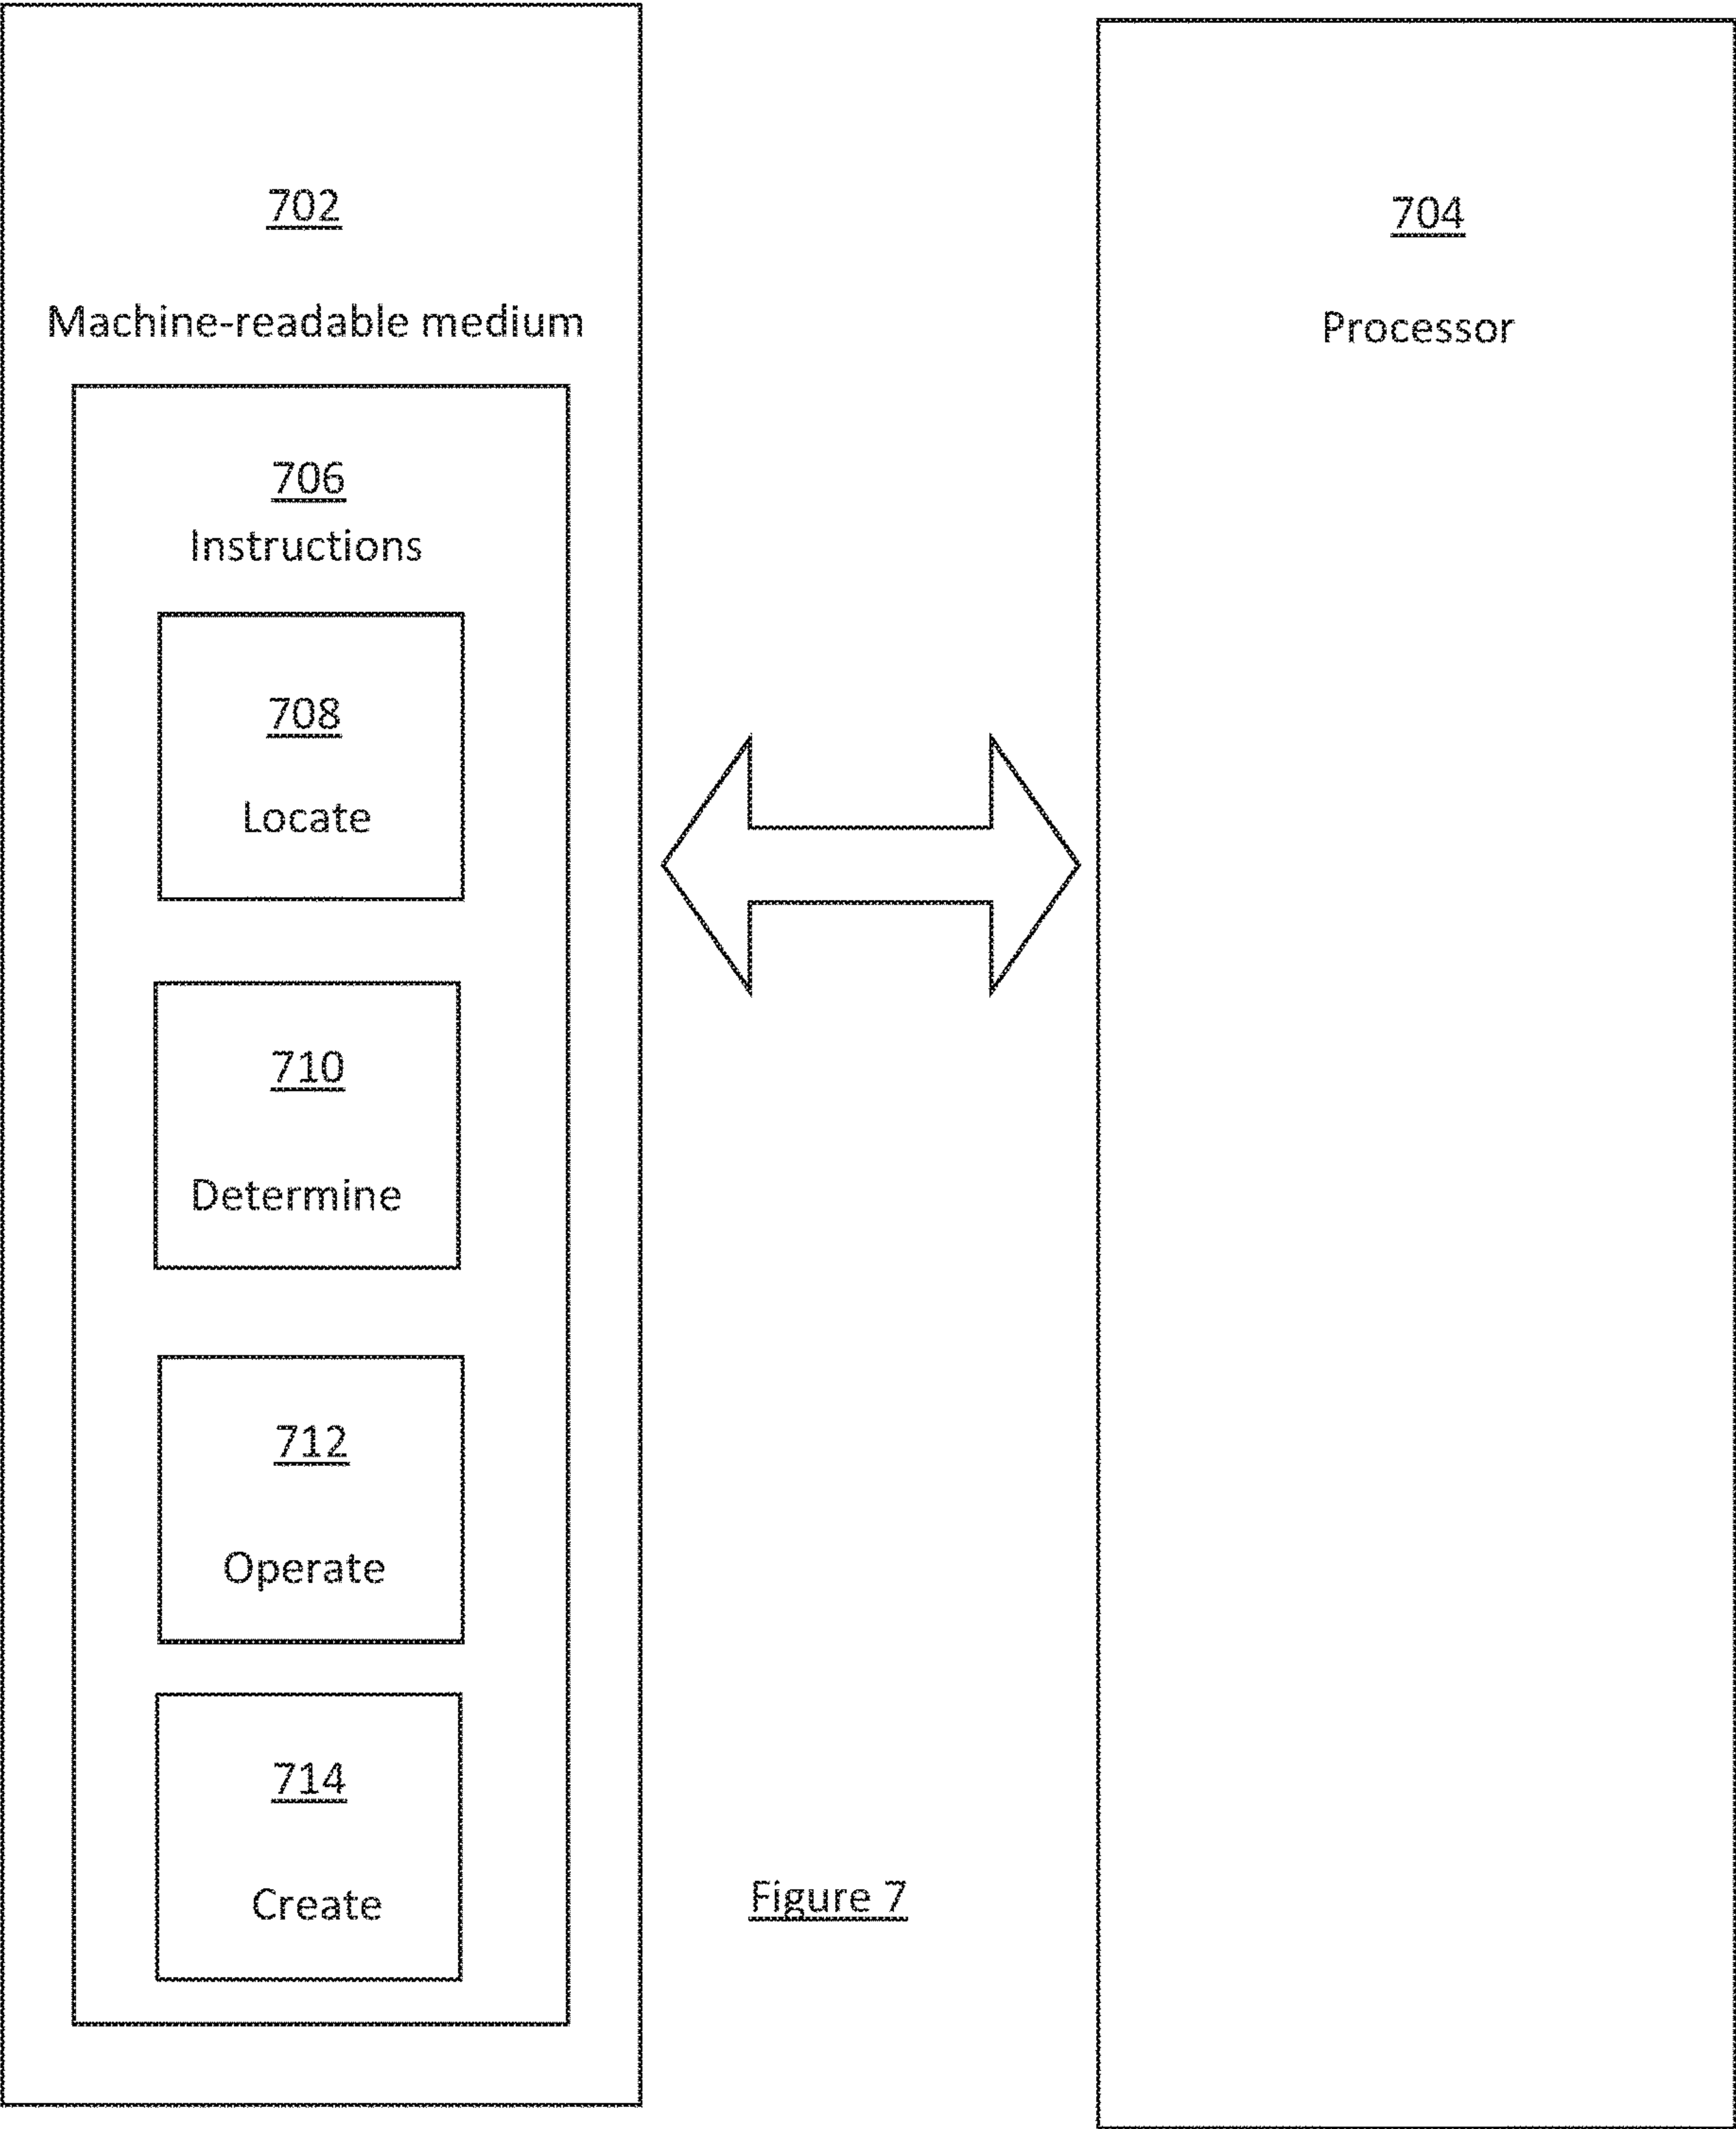 702
Machine-readable medium
706
Instructions
708
Locate
710
Determine
712
Operate
714
Create
704
Processor
Figure 7